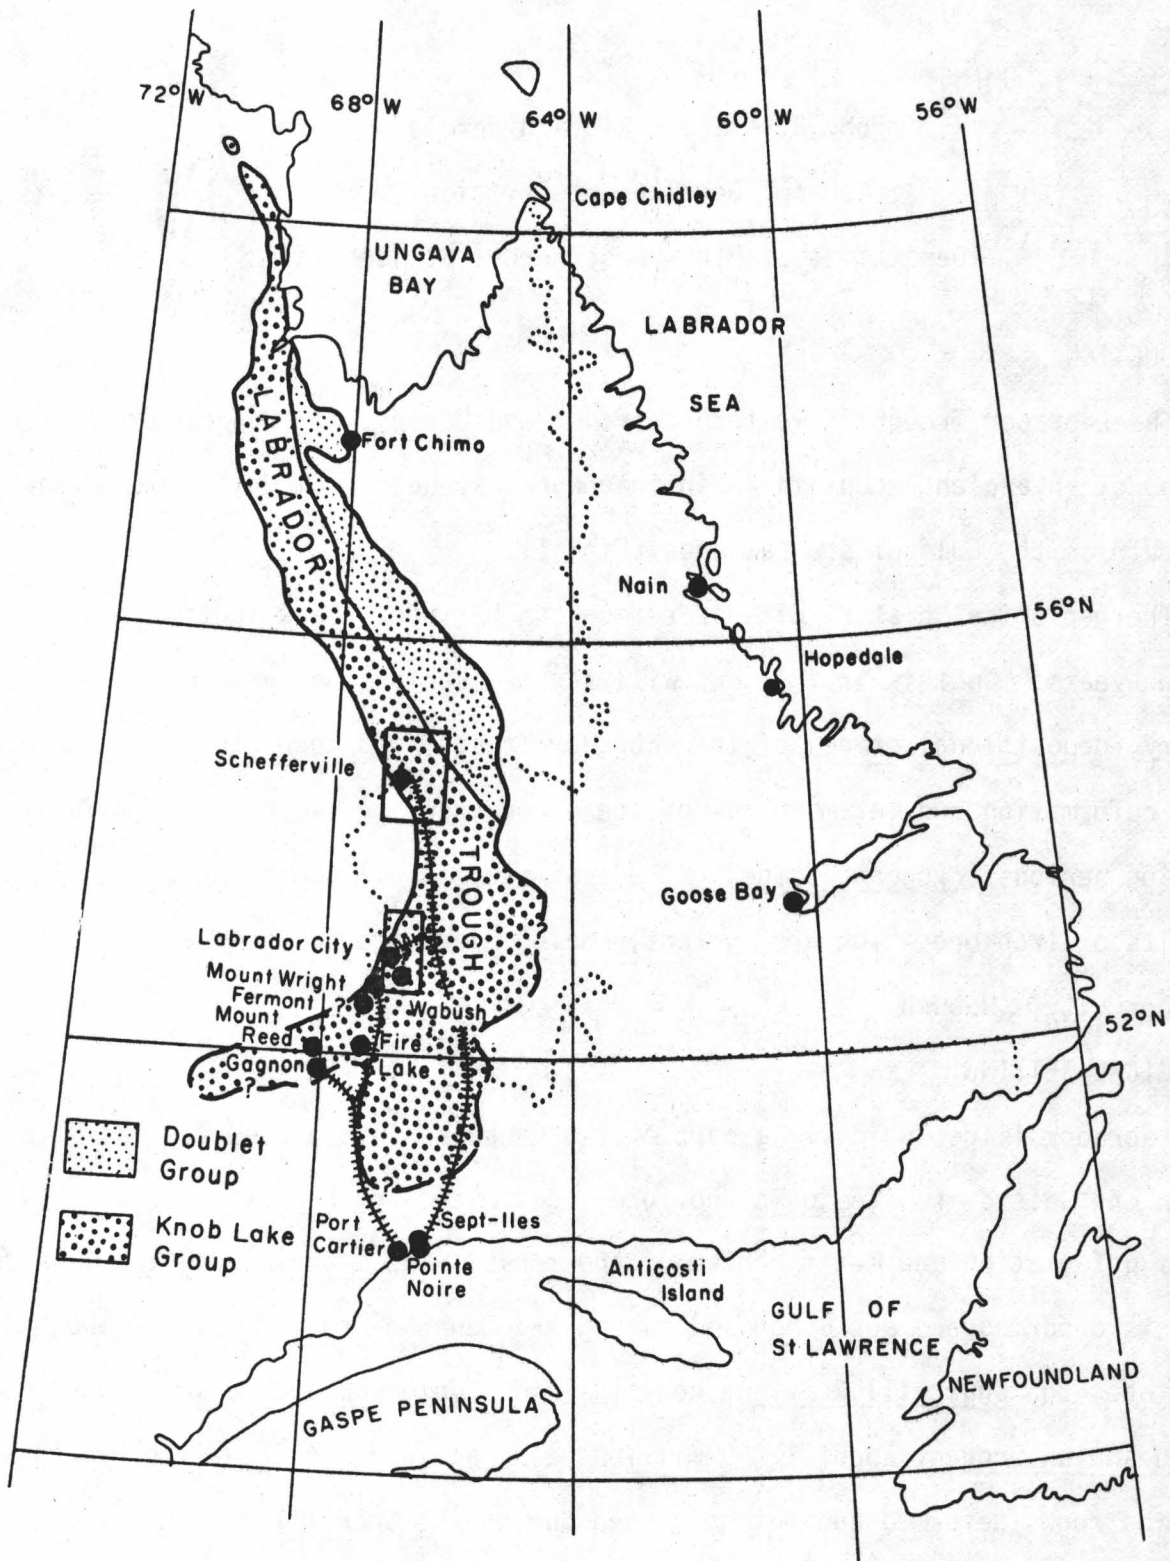 72° W
68° W
64° W
60° W
56° W
Cape Chidley
UNGAVA
BAY
LABRADOR
SEA
LABRADOR
Fort Chimo
Nain
56° N
Hopedale
Schefferville
TROUGH
Goose Bay
Labrador City
Mount Wright
Fermont
?
Wabush
Mount
Reed
Fire
Lake
Gagnon
?
52° N
Doublet
Group
?
Knob Lake
Group
Port
Cartier
Sept-Iles
Pointe
Noire
Anticosti
Island
GULF OF
St LAWRENCE
NEWFOUNDLAND
GASPE PENINSULA